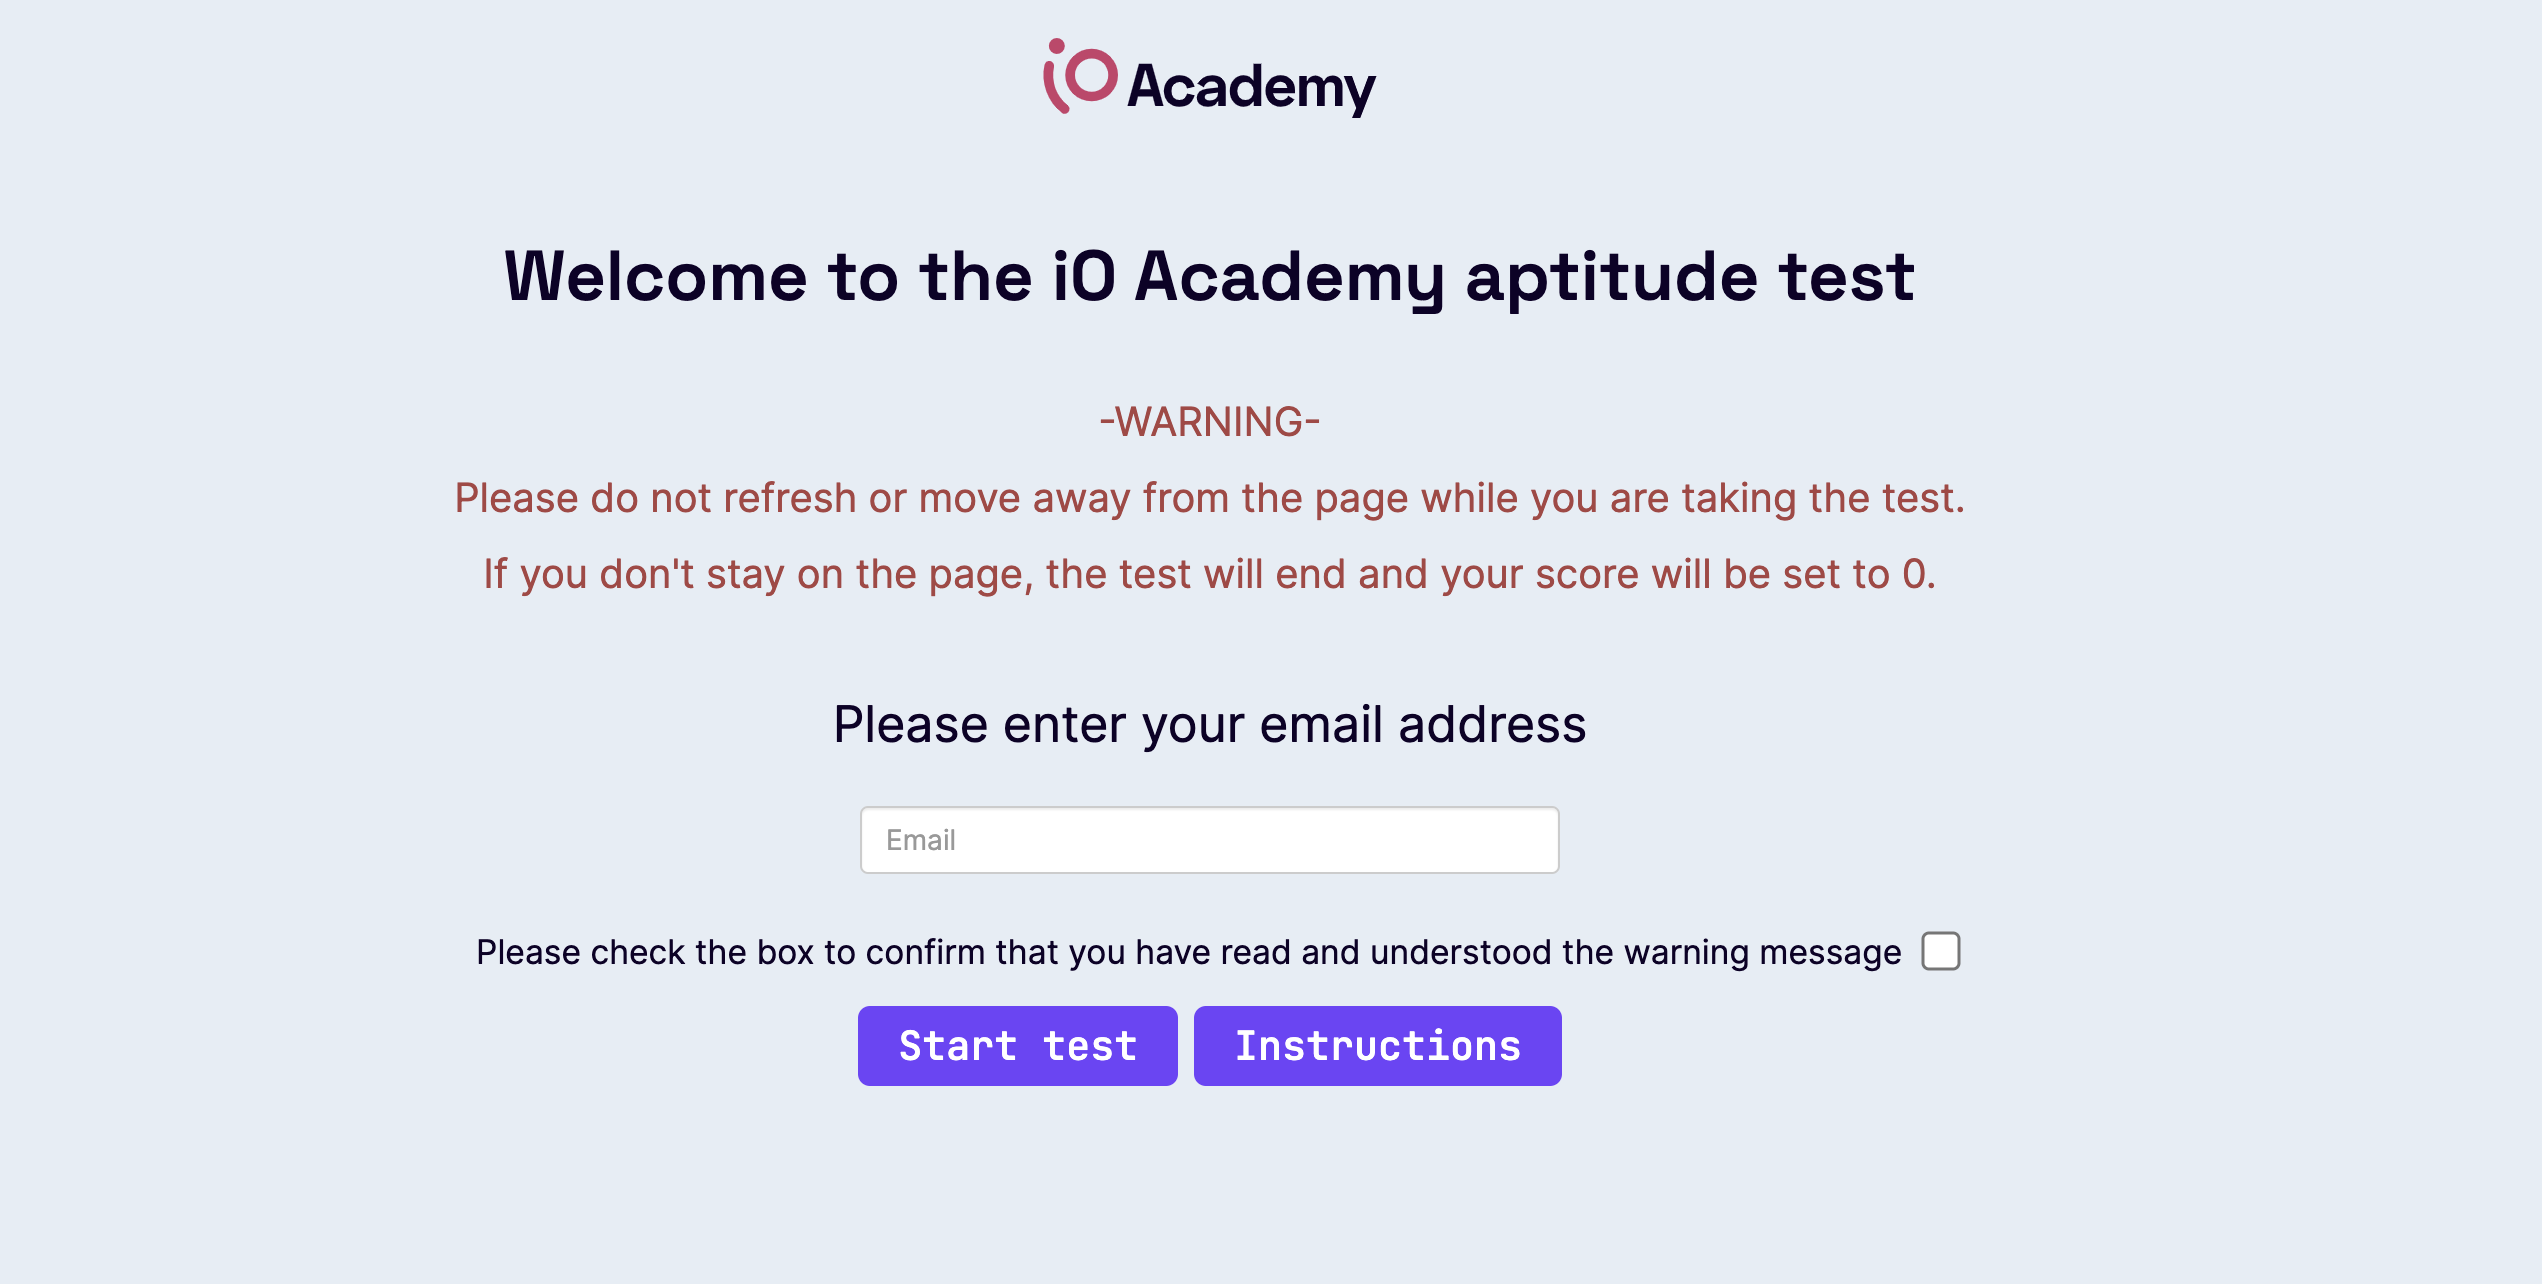 iO Academy
Welcome to the iO Academy aptitude test
-WARNING-
Please do not refresh or move away from the page while you are taking the test.
If you don't stay on the page, the test will end and your score will be set to 0.
Please enter your email address
Email
Please check the box to confirm that you have read and understood the warning message
Start test
Instructions